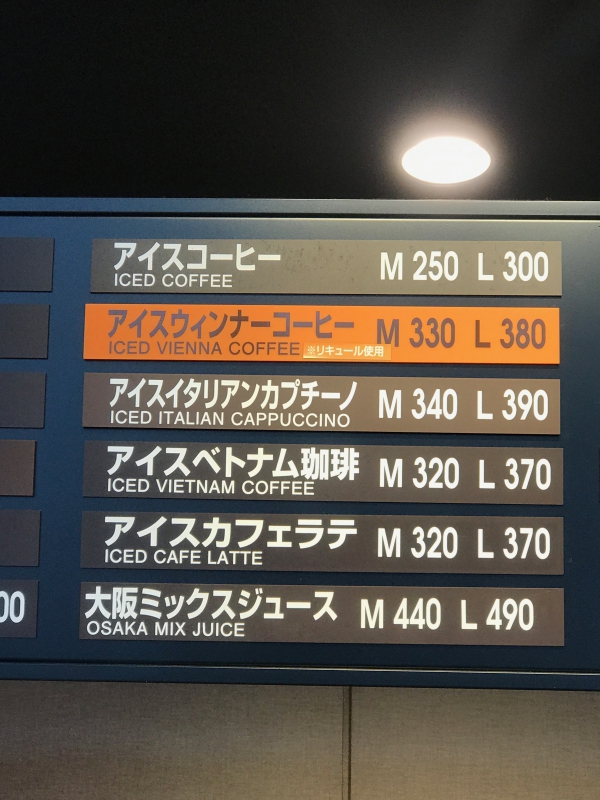 アイスコーヒー M 250 L 300
ICED COFFEE
アイスウィンナーコーヒー M 330 L 380
ICED VIENNA COFFEE ※リキュール使用
アイスイタリアンカプチーノ M 340 L 390
ICED ITALIAN CAPPUCCINO
アイスベトナム珈琲 M 320 L 370
ICED VIETNAM COFFEE
アイスカフェラテ M 320 L 370
ICED CAFE LATTE
00 大阪ミックスジュース M 440 L 490
OSAKA MIX JUICE